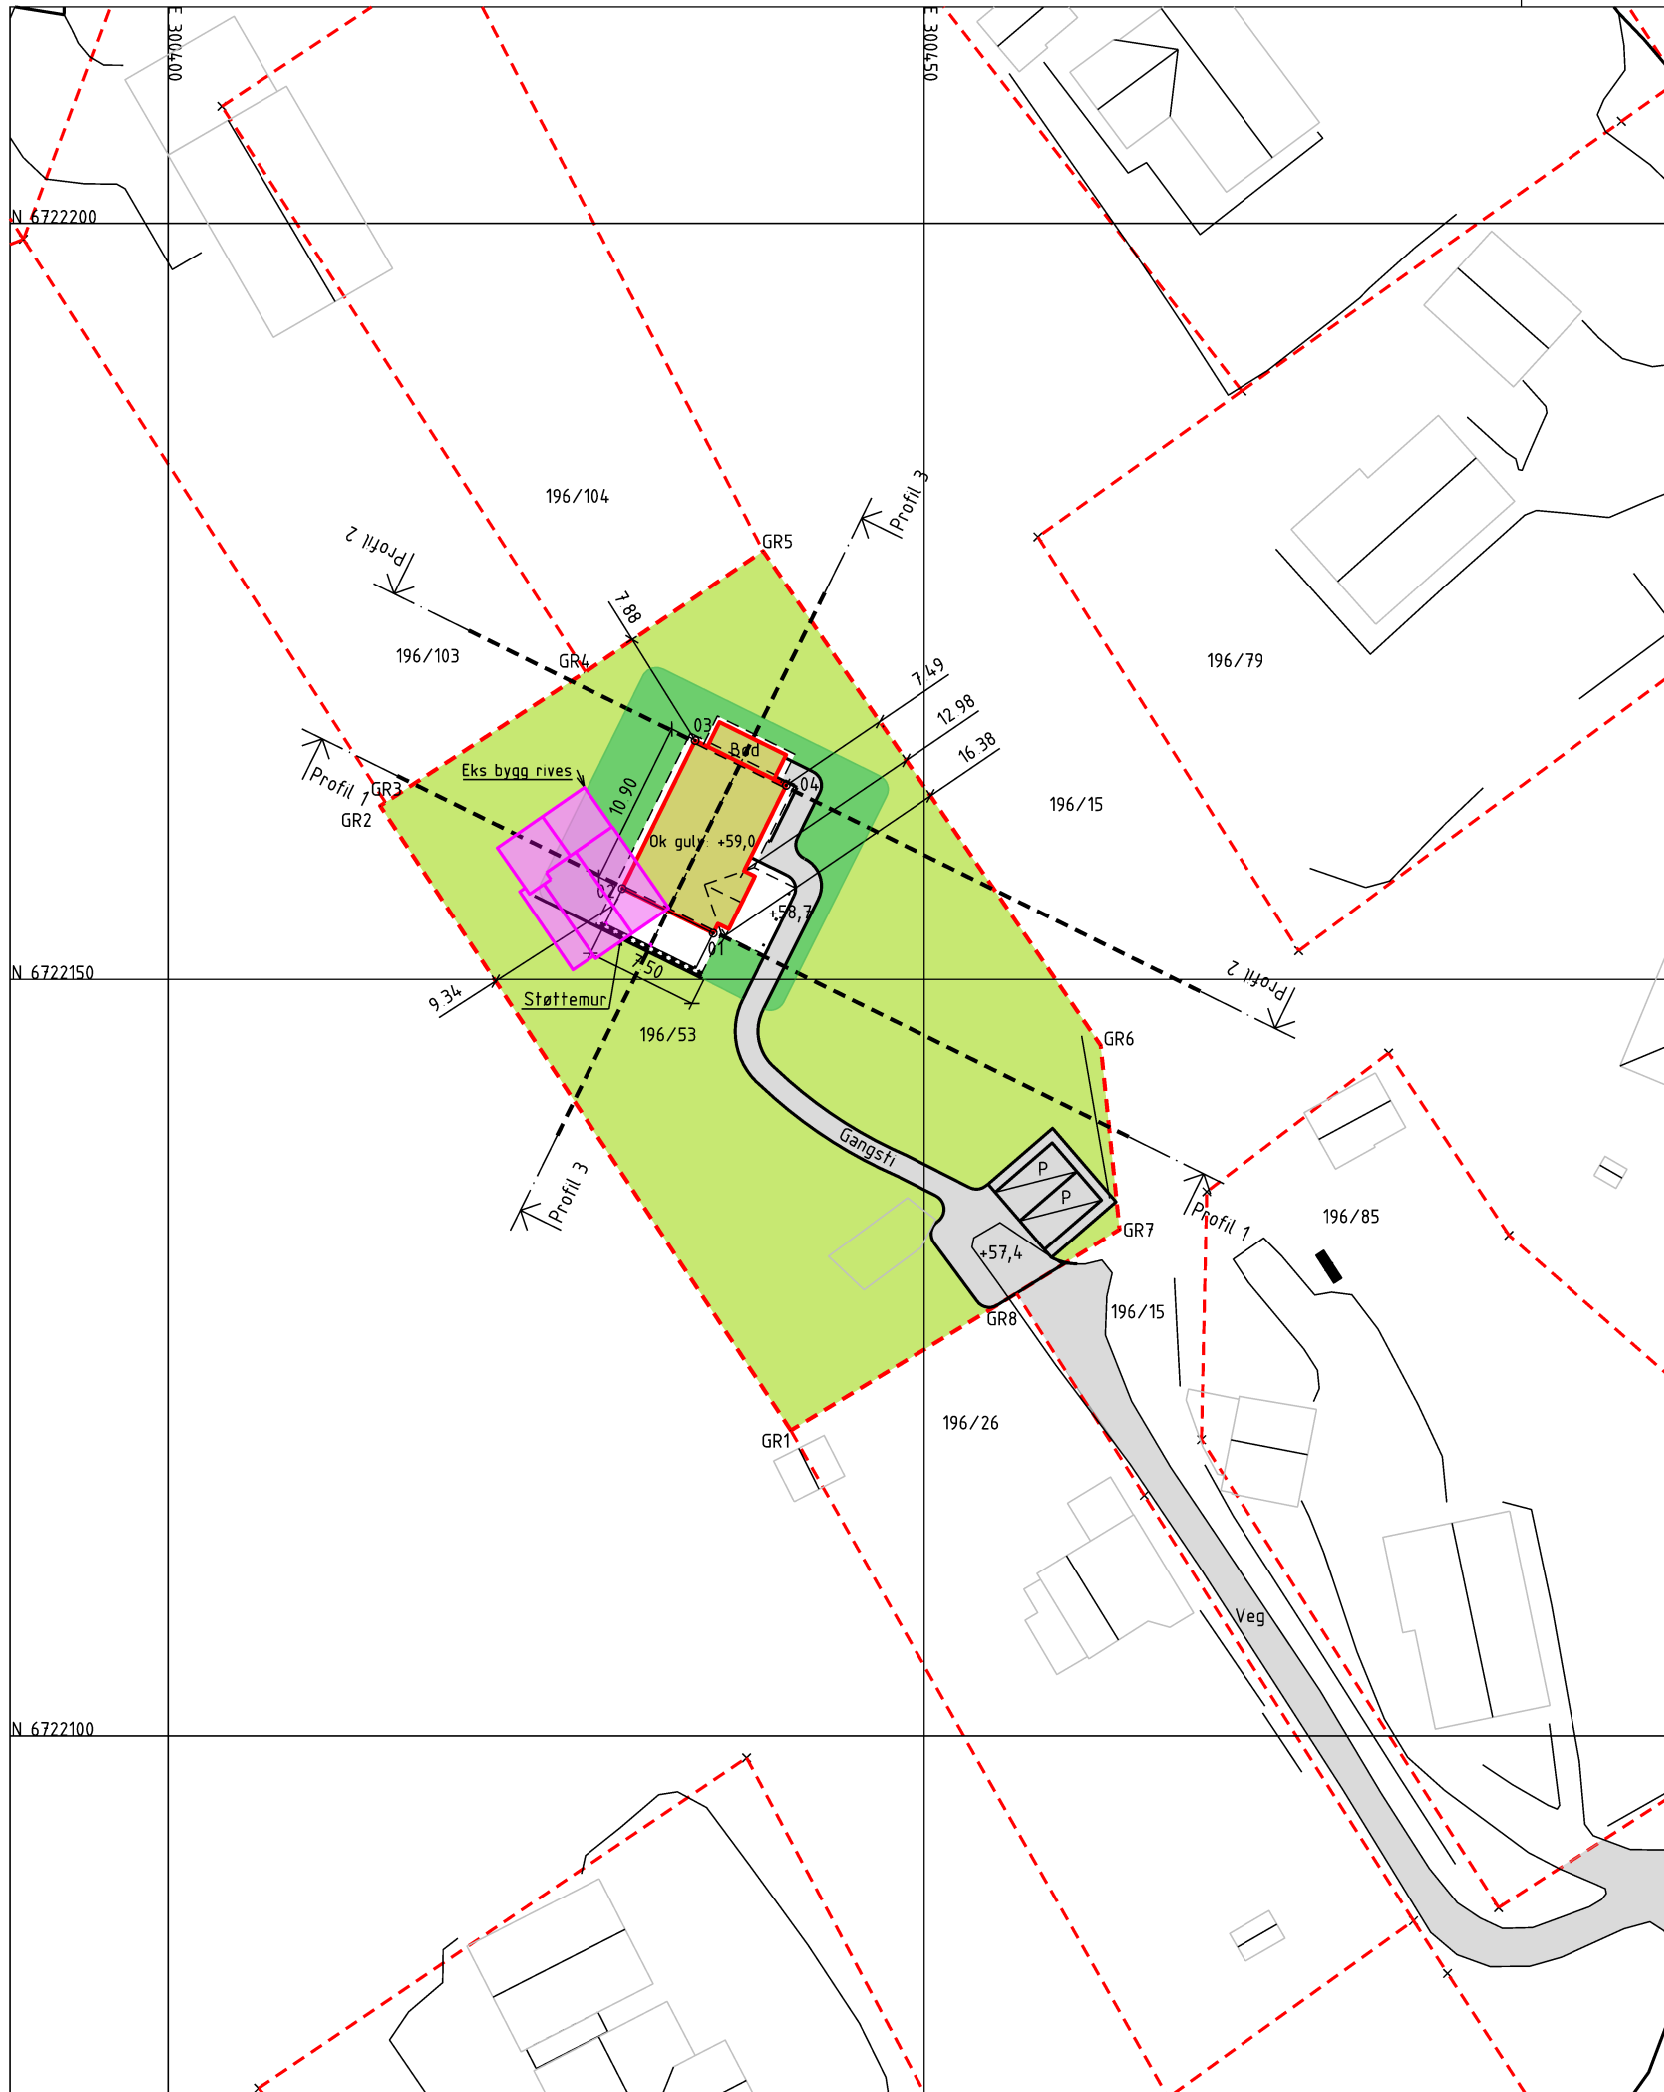 E 300400
E 300450
N 6722200
196/104
Profil 3
Profil 2
GR5
7.88
196/103
GR4
196/79
7.49
12.98
16.38
03
Bod
Eks bygg rives
Profil 1
GR3
GR2
10.90
04
196/15
Ok gulv: +59,0
02
+58,7
01
N 6722150
7.50
9.34
Støttemur
196/53
Profil 2
GR6
Gangsti
P
P
Profil 3
GR7
Profil 1
196/85
+57,4
GR8
196/15
196/26
GR1
Veg
N 6722100